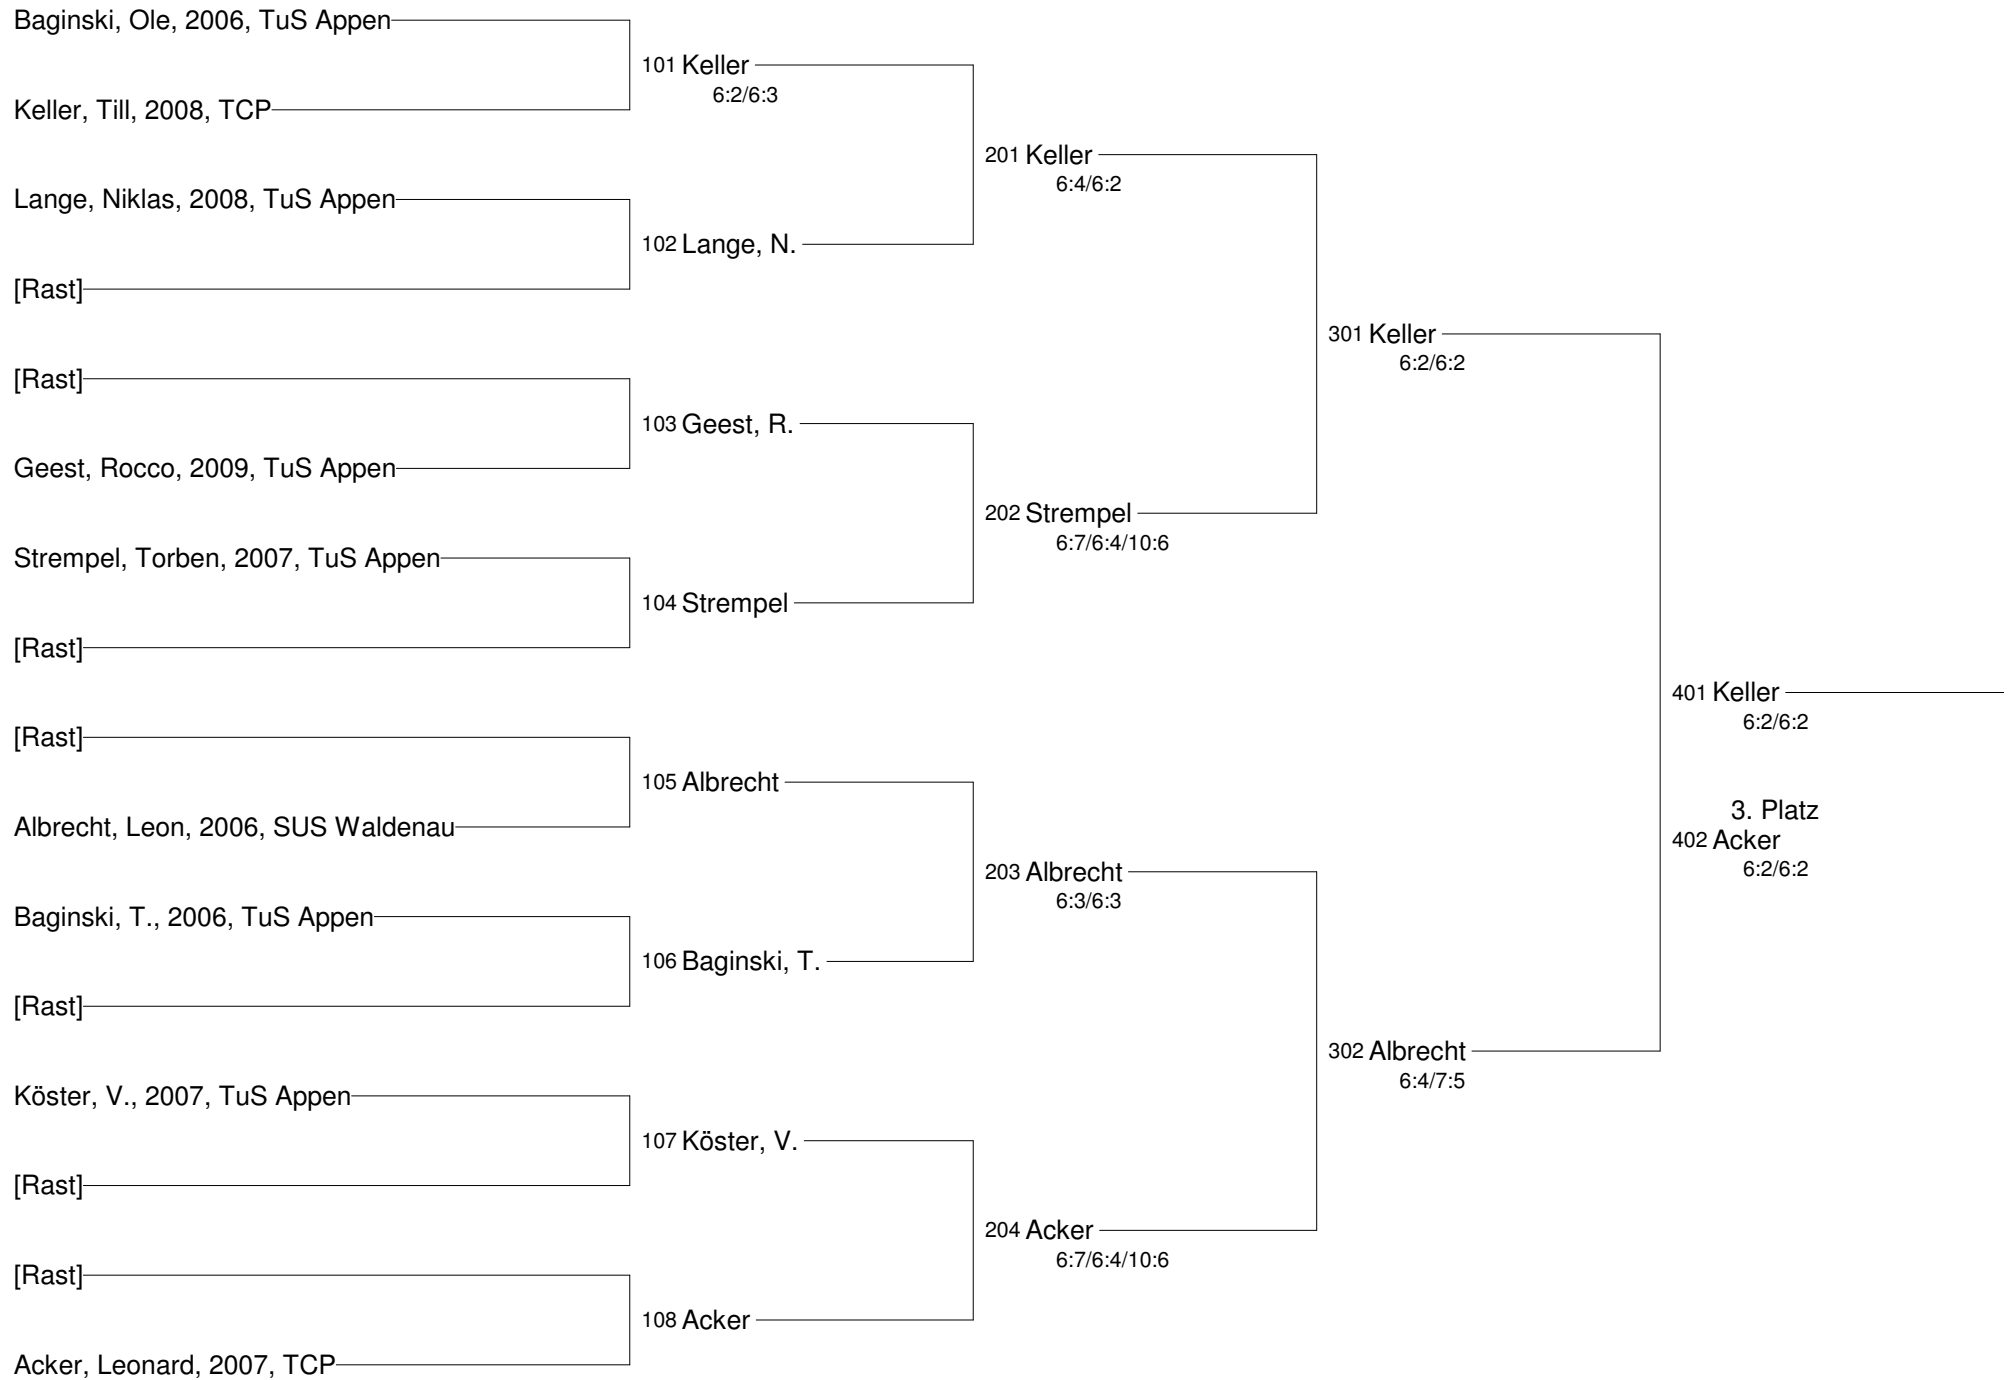 Baginski, Ole, 2006, TuS Appen
101 Keller
6:2/6:3
Keller, Till, 2008, TCP
201 Keller
6:4/6:2
Lange, Niklas, 2008, TuS Appen
102 Lange, N.
[Rast]
301 Keller
6:2/6:2
[Rast]
103 Geest, R.
Geest, Rocco, 2009, TuS Appen
202 Strempel
6:7/6:4/10:6
Strempel, Torben, 2007, TuS Appen
104 Strempel
[Rast]
401 Keller
6:2/6:2
[Rast]
105 Albrecht
3. Platz
402 Acker
6:2/6:2
Albrecht, Leon, 2006, SUS Waldenau
203 Albrecht
6:3/6:3
Baginski, T., 2006, TuS Appen
106 Baginski, T.
[Rast]
302 Albrecht
6:4/7:5
Köster, V., 2007, TuS Appen
107 Köster, V.
[Rast]
204 Acker
6:7/6:4/10:6
[Rast]
108 Acker
Acker, Leonard, 2007, TCP